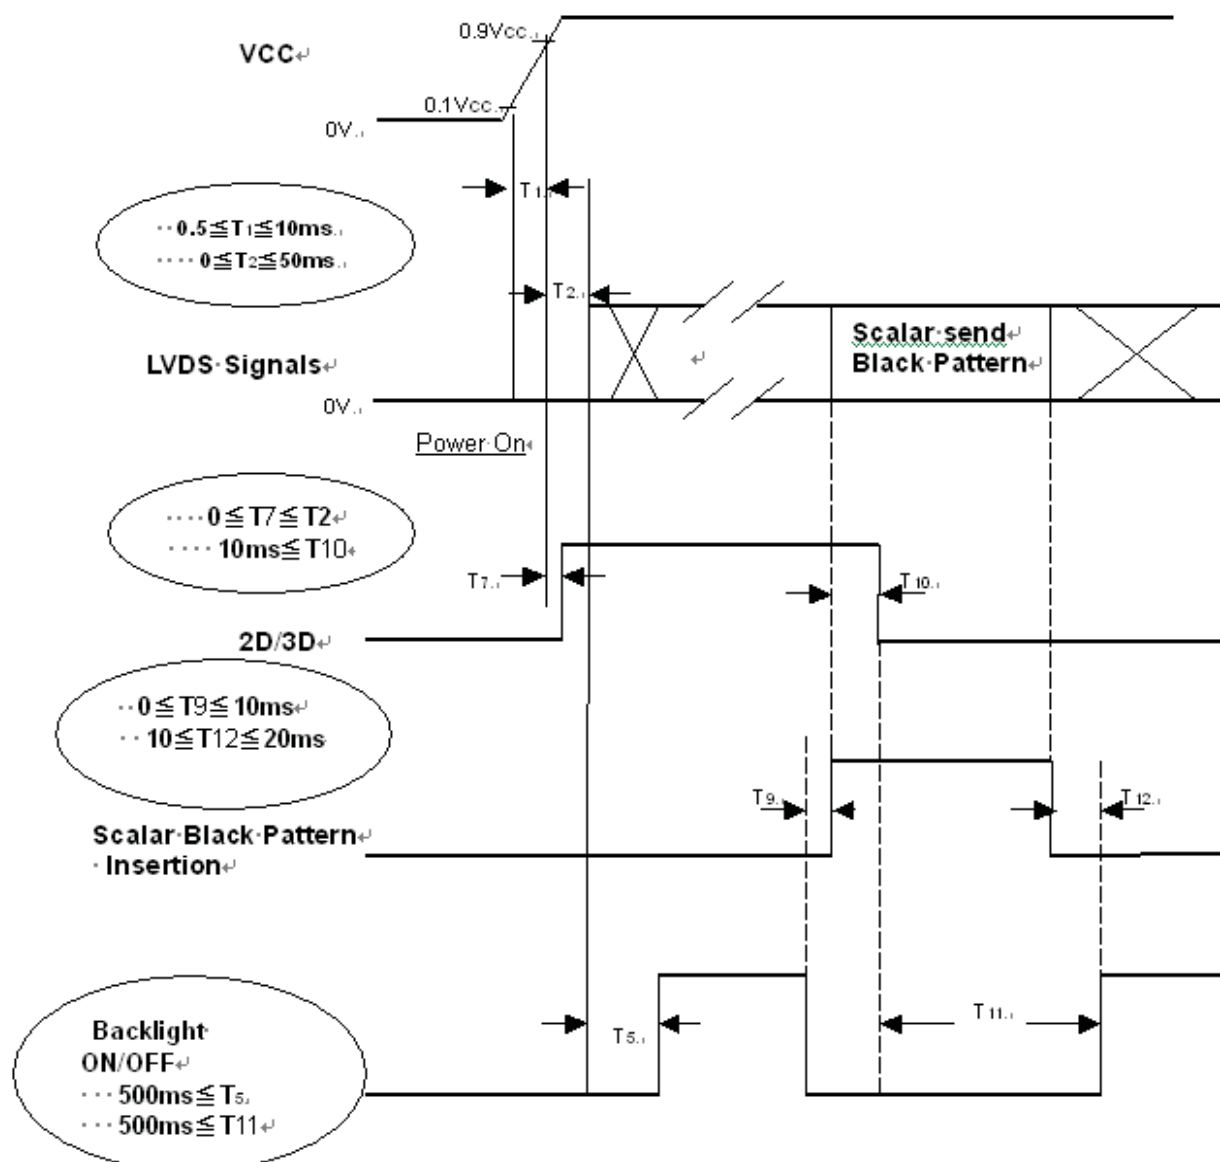 0.9Vcc
VCC
0.1Vcc
0V
T1
0.5≦T1≦10ms
0≦T2≦50ms
T2
Scalar send
Black Pattern
LVDS Signals
0V
Power On
0≦T7≦T2
10ms≦T10
T7
T10
2D/3D
0≦T9≦10ms
10≦T12≦20ms
T9
T12
Scalar Black Pattern
Insertion
Backlight
ON/OFF
500ms≦T5
500ms≦T11
T5
T11